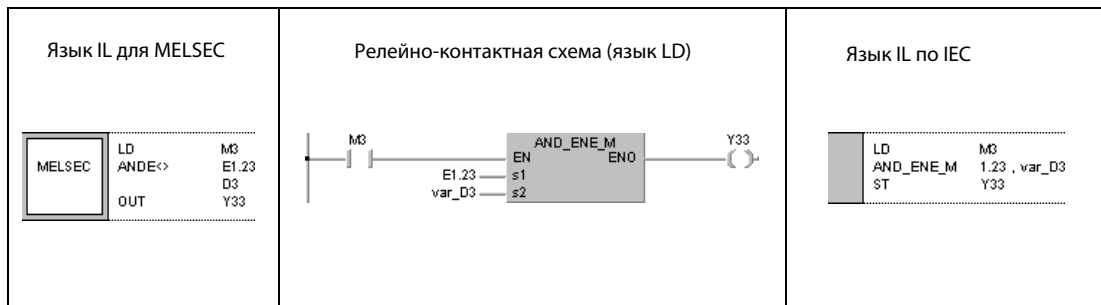 Язык IL для MELSEC
MELSEC
LD M3
ANDE<> E1.23
D3
OUT Y33
Релейно-контактная схема (язык LD)
M3
AND_ENE_M
Y33
EN ENO
E1.23 s1
var_D3 s2
Язык IL по IEC
LD M3
AND_ENE_M 1.23 , var_D3
ST Y33